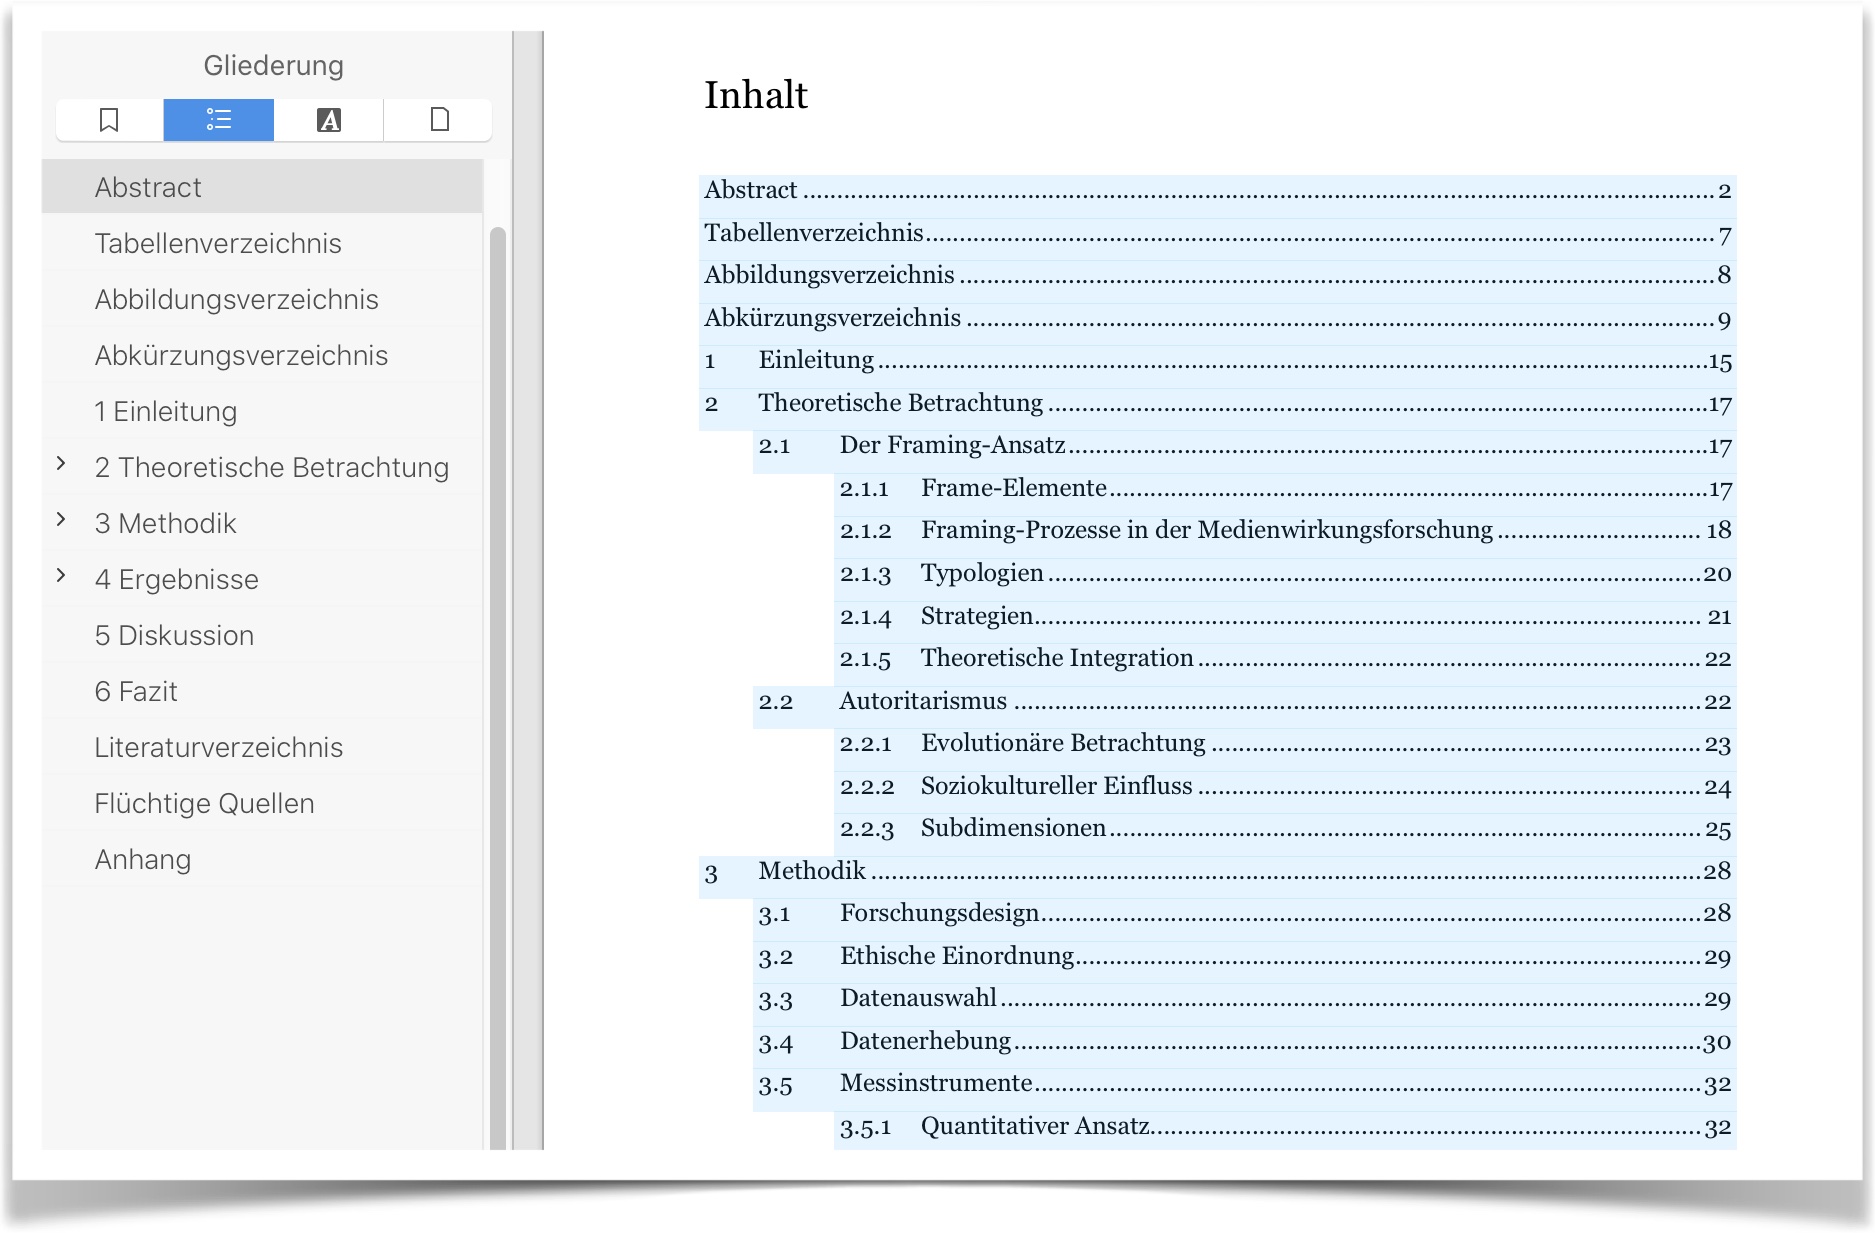 Gliederung
Abstract
Tabellenverzeichnis
Abbildungsverzeichnis
Abkürzungsverzeichnis
1 Einleitung
2 Theoretische Betrachtung
3 Methodik
4 Ergebnisse
5 Diskussion
6 Fazit
Literaturverzeichnis
Flüchtige Quellen
Anhang
Inhalt
Abstract 2
Tabellenverzeichnis 7
Abbildungsverzeichnis 8
Abkürzungsverzeichnis 9
1 Einleitung 15
2 Theoretische Betrachtung 17
2.1 Der Framing-Ansatz 17
2.1.1 Frame-Elemente 17
2.1.2 Framing-Prozesse in der Medienwirkungsforschung 18
2.1.3 Typologien 20
2.1.4 Strategien 21
2.1.5 Theoretische Integration 22
2.2 Autoritarismus 22
2.2.1 Evolutionäre Betrachtung 23
2.2.2 Soziokultureller Einfluss 24
2.2.3 Subdimensionen 25
3 Methodik 28
3.1 Forschungsdesign 28
3.2 Ethische Einordnung 29
3.3 Datenauswahl 29
3.4 Datenerhebung 30
3.5 Messinstrumente 32
3.5.1 Quantitativer Ansatz 32